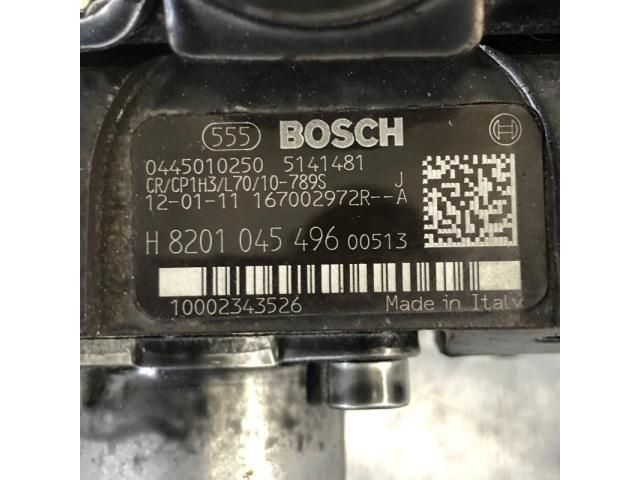 555 BOSCH
0445010250 5141481
CR/CP1H3/L70/10-789S J
12-01-11 167002972R--A
H 8201 045 496 00513
10002343526 Made in Italy